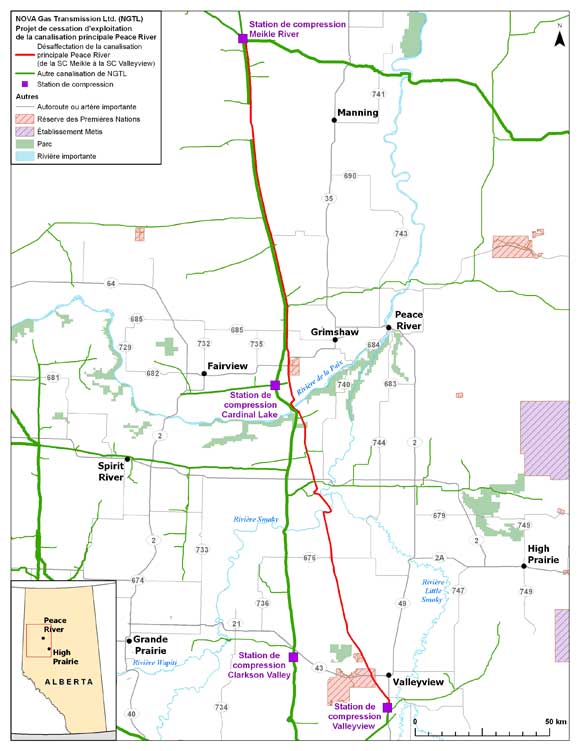 NOVA Gas Transmission Ltd. (NGTL)
Projet de cessation d'exploitation
de la canalisation principale Peace River
Désaffectation de la canalisation
principale Peace River
(de la SC Meikle à la SC Valleyview)
Autre canalisation de NGTL
Station de compression
Autres
Autoroute ou artère importante
Réserve des Premières Nations
Établissement Métis
Parc
Rivière importante
Station de compression
Meikle River
N
741
Manning
690
35
743
64
685
685
Peace
River
Grimshaw
684
729
732
735
Fairview
Rivière de la Paix
681
682
740
683
Station de
compression
Cardinal Lake
2
744
2
Spirit
River
Rivière Smoky
679
749
2
733
2
676
2A
High
Prairie
674
Rivière
Little
Smoky
747
749
736
49
Peace
River
High
Prairie
ALBERTA
21
Grande
Prairie
Station de
compression
Clarkson Valley
43
Rivière Wapiti
Valleyview
40
734
Station de
compression
Valleyview
0
50 km